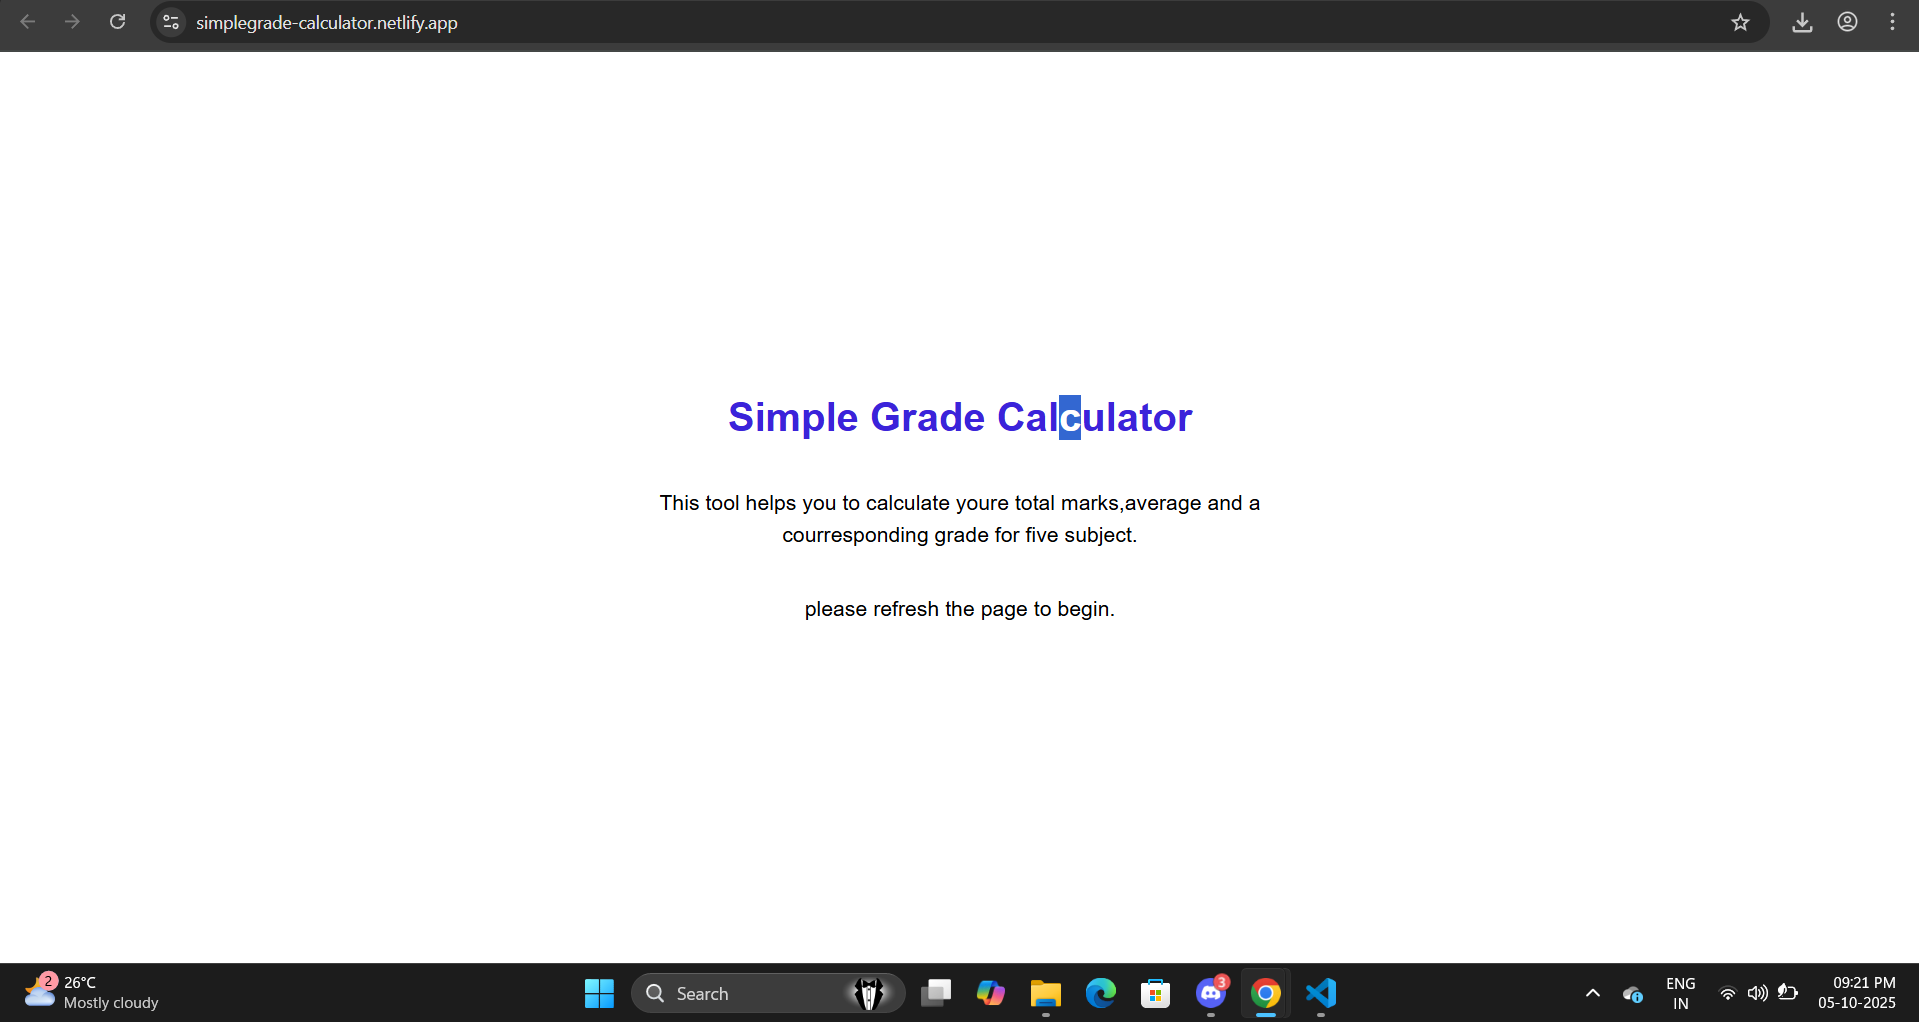 simplegrade-calculator.netlify.app
Simple Grade Calculator
This tool helps you to calculate youre total marks,average and a
courresponding grade for five subject.
please refresh the page to begin.
2
26°C
Mostly cloudy
Search
3
ENG
IN
09:21 PM
05-10-2025